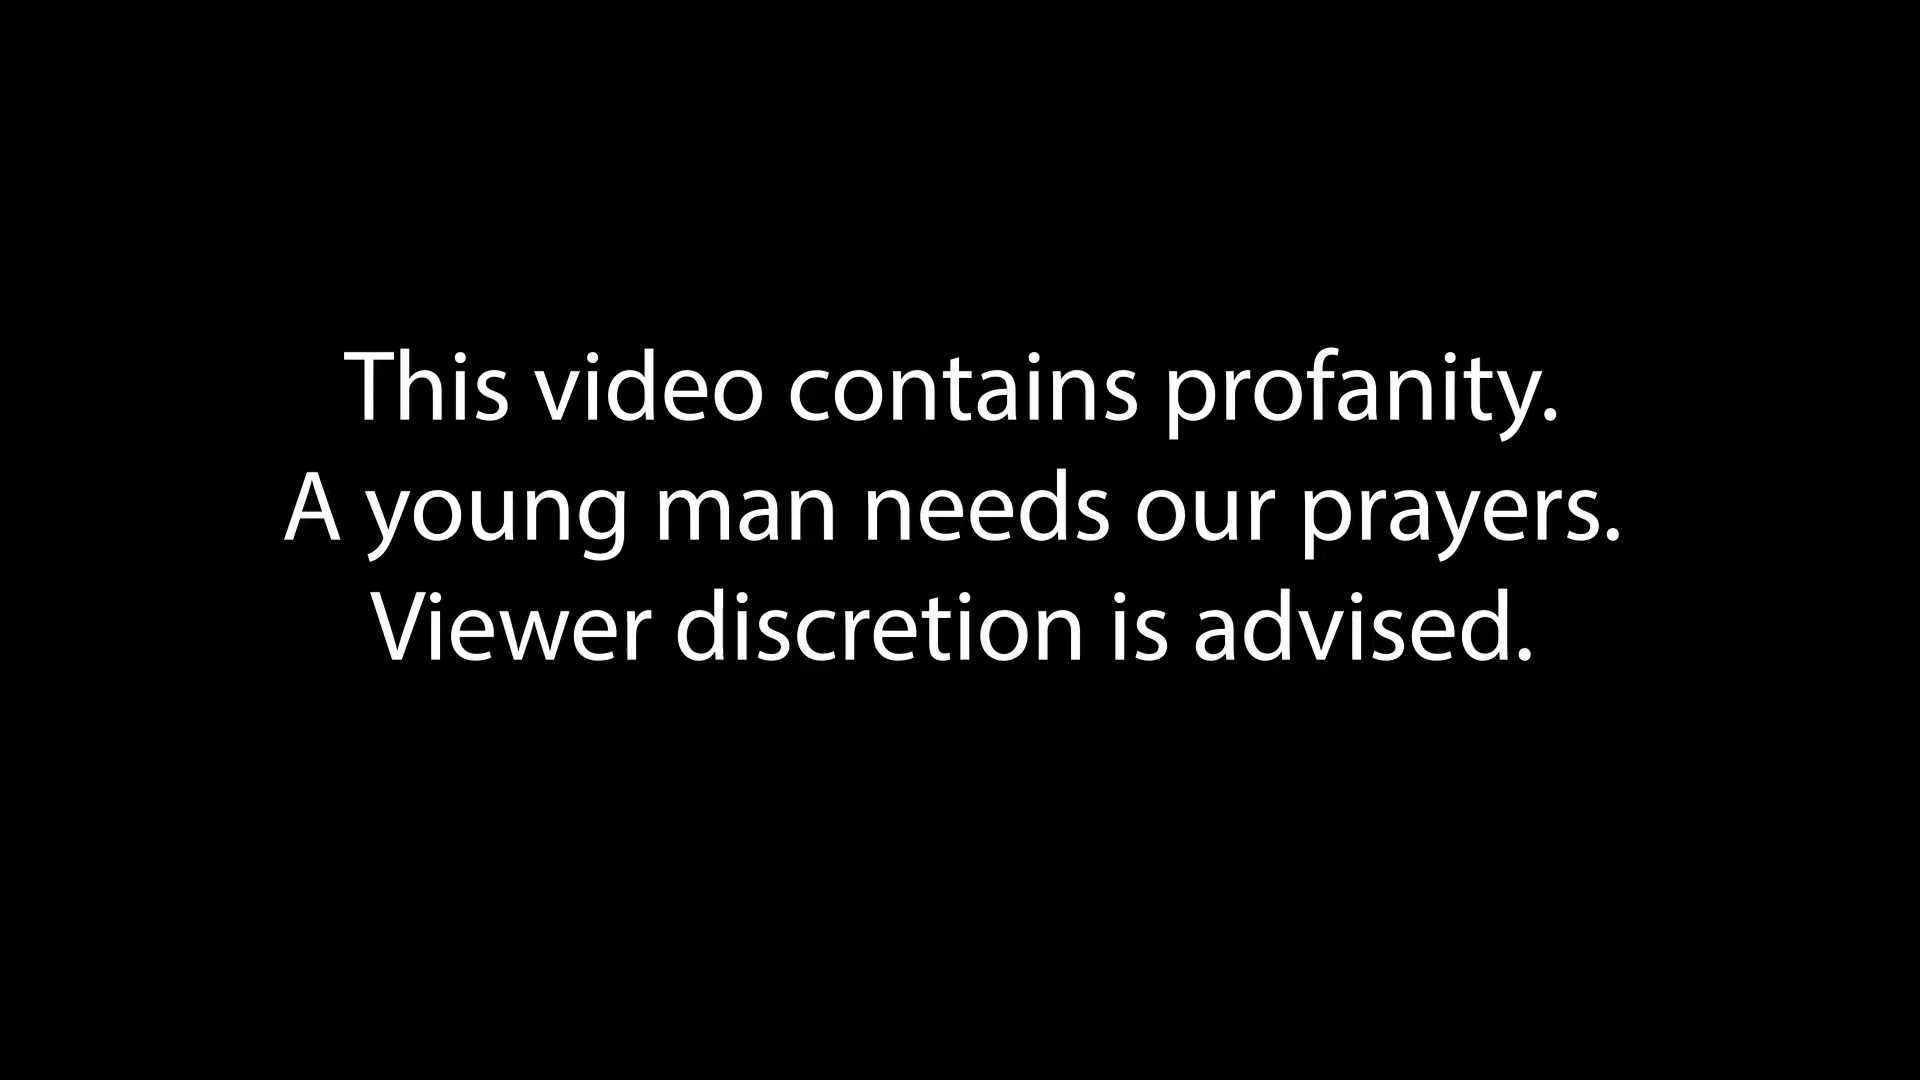 This video contains profanity.
A young man needs our prayers.
Viewer discretion is advised.